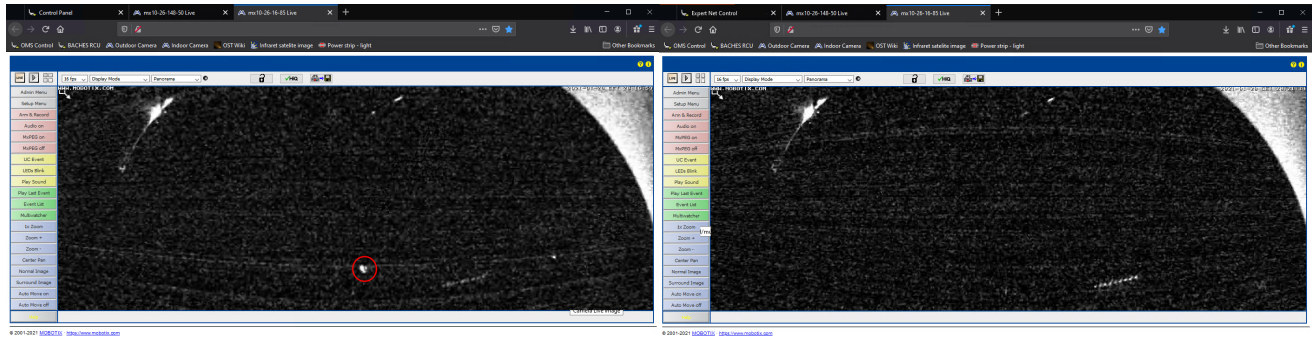 Control Panel mx10-26-148-50 Live mx10-26-16-85 Live
OMS Control BACHES RCU Outdoor Camera Indoor Camera OST Wiki Infraret satelite image Power strip - light Other Bookmarks
16 fps Display Mode Panorama HQ
WWW.MOBOTIX.COM
Admin Menu
Setup Menu
Arm & Record
Audio on
MxPEG on
MxPEG off
UC Event
LEDs Blink
Play Sound
Play Last Event
Event List
Multiwatcher
1x Zoom
Zoom +
Zoom -
Center Pan
Normal Image
Surround Image
Auto Move on
Auto Move off
Camera Live Image
© 2001-2021 MOBOTIX · https://www.mobotix.com
Expert Net Control mx10-26-148-50 Live mx10-26-16-85 Live
OMS Control BACHES RCU Outdoor Camera Indoor Camera OST Wiki Infraret satelite image Power strip - light Other Bookmarks
16 fps Display Mode Panorama HQ
WWW.MOBOTIX.COM
Admin Menu
Setup Menu
Arm & Record
Audio on
MxPEG on
MxPEG off
UC Event
LEDs Blink
Play Sound
Play Last Event
Event List
Multiwatcher
1x Zoom
Zoom +
Zoom -
Center Pan
Normal Image
Surround Image
Auto Move on
Auto Move off
© 2001-2021 MOBOTIX · https://www.mobotix.com